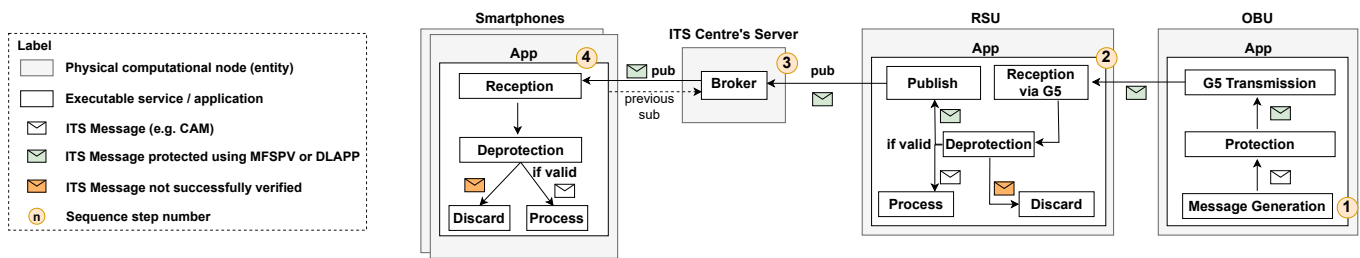 Label
Physical computational node (entity)
Executable service / application
ITS Message (e.g. CAM)
ITS Message protected using MFSPV or DLAPP
ITS Message not successfully verified
n Sequence step number
Smartphones
App
4
Reception
Deprotection
if valid
Discard
Process
pub
previous
sub
ITS Centre's Server
3
Broker
pub
RSU
App
2
Publish
Reception
via G5
if valid
Deprotection
Process
Discard
OBU
App
G5 Transmission
Protection
Message Generation
1